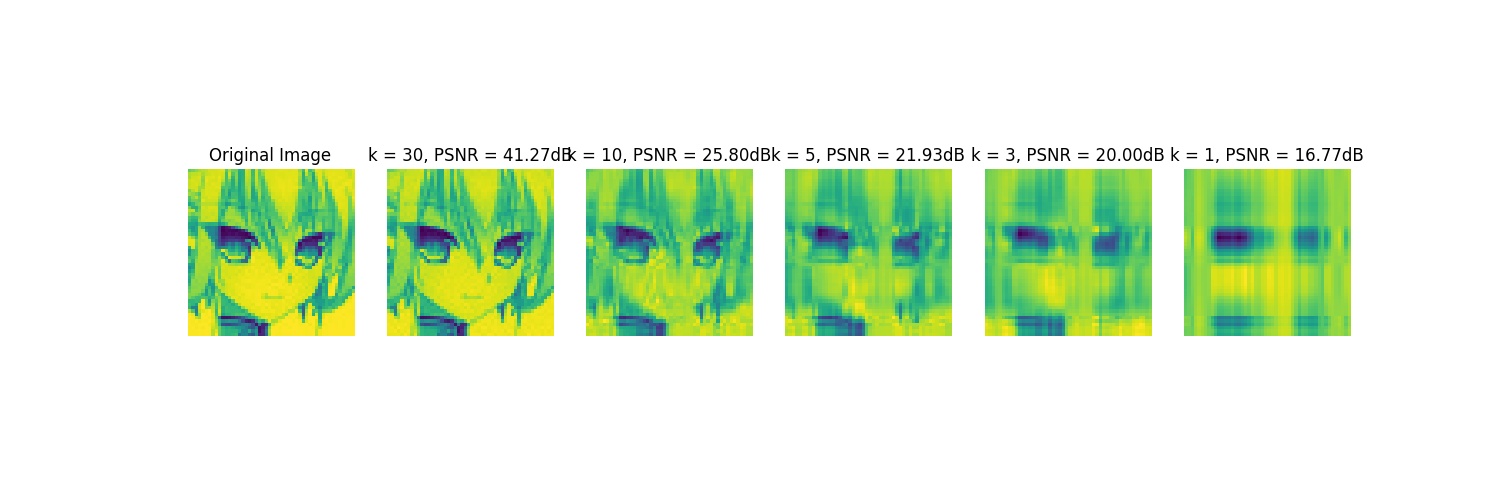 Original Image
k = 30, PSNR = 41.27dB
k = 10, PSNR = 25.80dB
k = 5, PSNR = 21.93dB
k = 3, PSNR = 20.00dB
k = 1, PSNR = 16.77dB